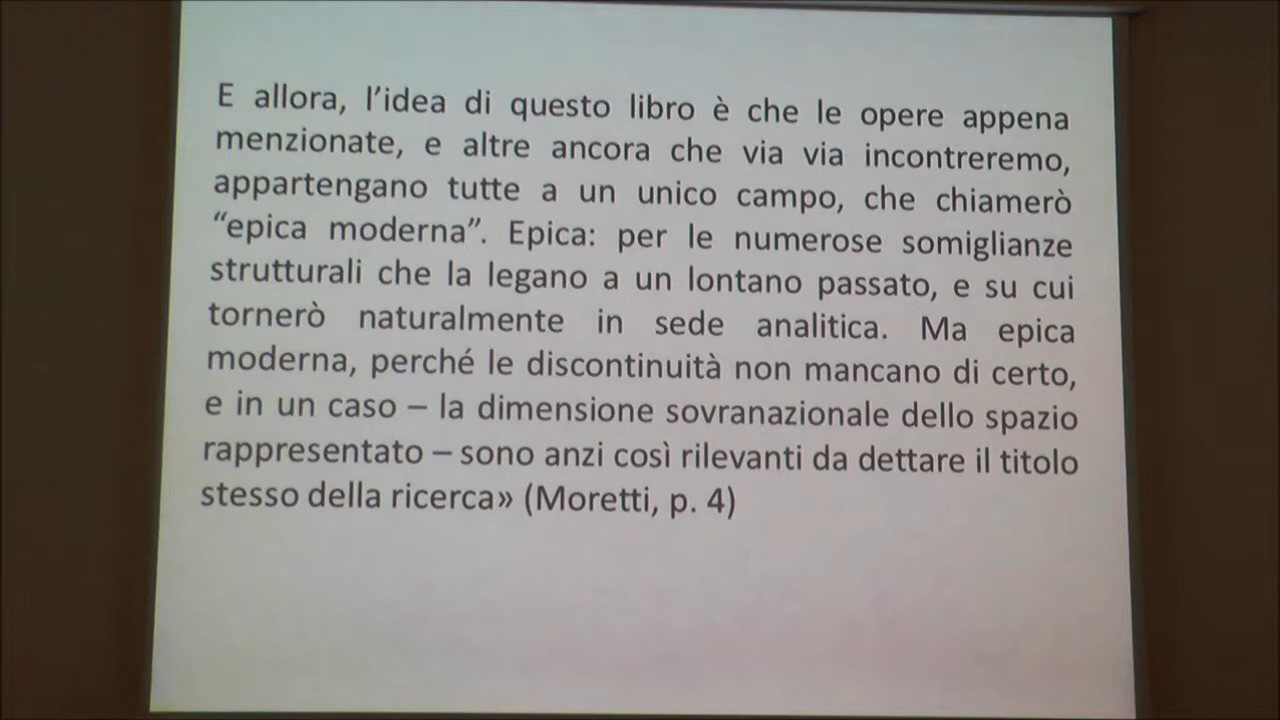 E allora, l’idea di questo libro è che le opere appena
menzionate, e altre ancora che via via incontreremo,
appartengano tutte a un unico campo, che chiamerò
“epica moderna”. Epica: per le numerose somiglianze
strutturali che la legano a un lontano passato, e su cui
tornerò naturalmente in sede analitica. Ma epica
moderna, perché le discontinuità non mancano di certo,
e in un caso – la dimensione sovranazionale dello spazio
rappresentato – sono anzi così rilevanti da dettare il titolo
stesso della ricerca» (Moretti, p. 4)